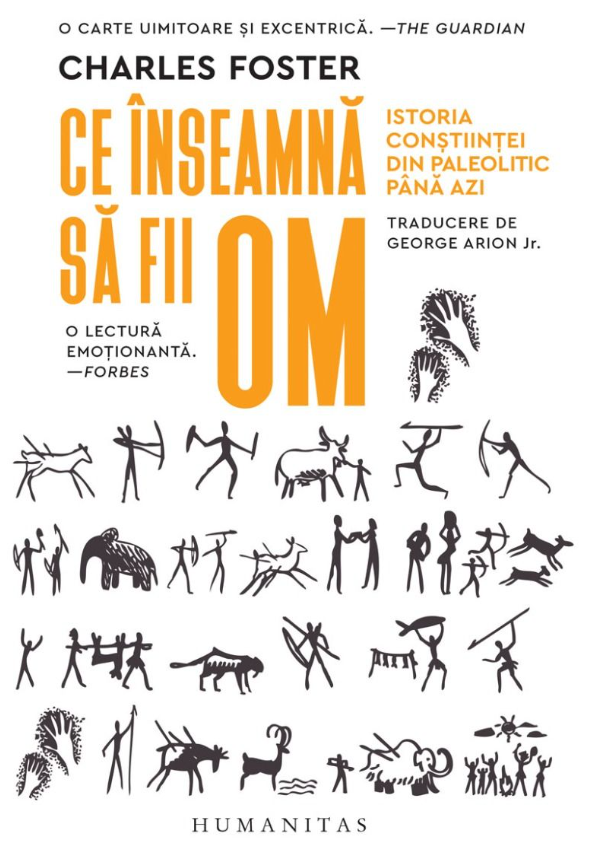 O CARTE UIMITOARE ȘI EXCENTRICĂ. —THE GUARDIAN
CHARLES FOSTER
CE ÎNSEAMNĂ
SĂ FII
OM
ISTORIA
CONȘTIINȚEI
DIN PALEOLITIC
PÂNĂ AZI
TRADUCERE DE
GEORGE ARION Jr.
O LECTURĂ
EMOȚIONANTĂ.
—FORBES
HUMANITAS